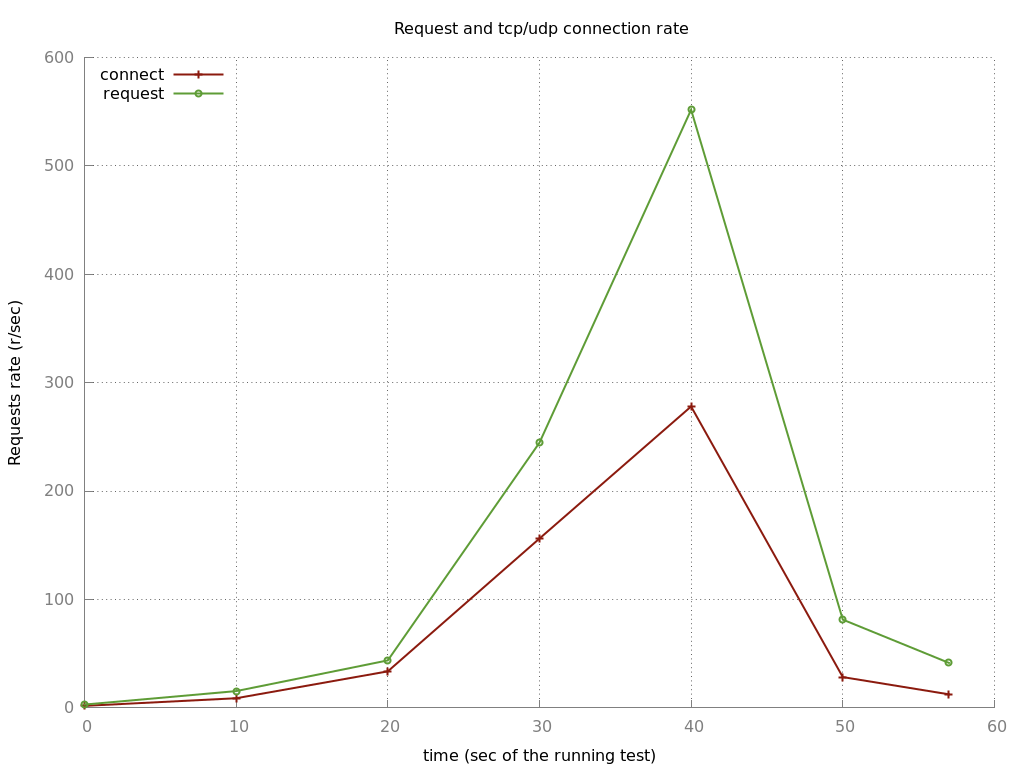 Request and tcp/udp connection rate
600
connect
request
500
400
300
200
100
0
Requests rate (r/sec)
0 10 20 30 40 50 60
time (sec of the running test)